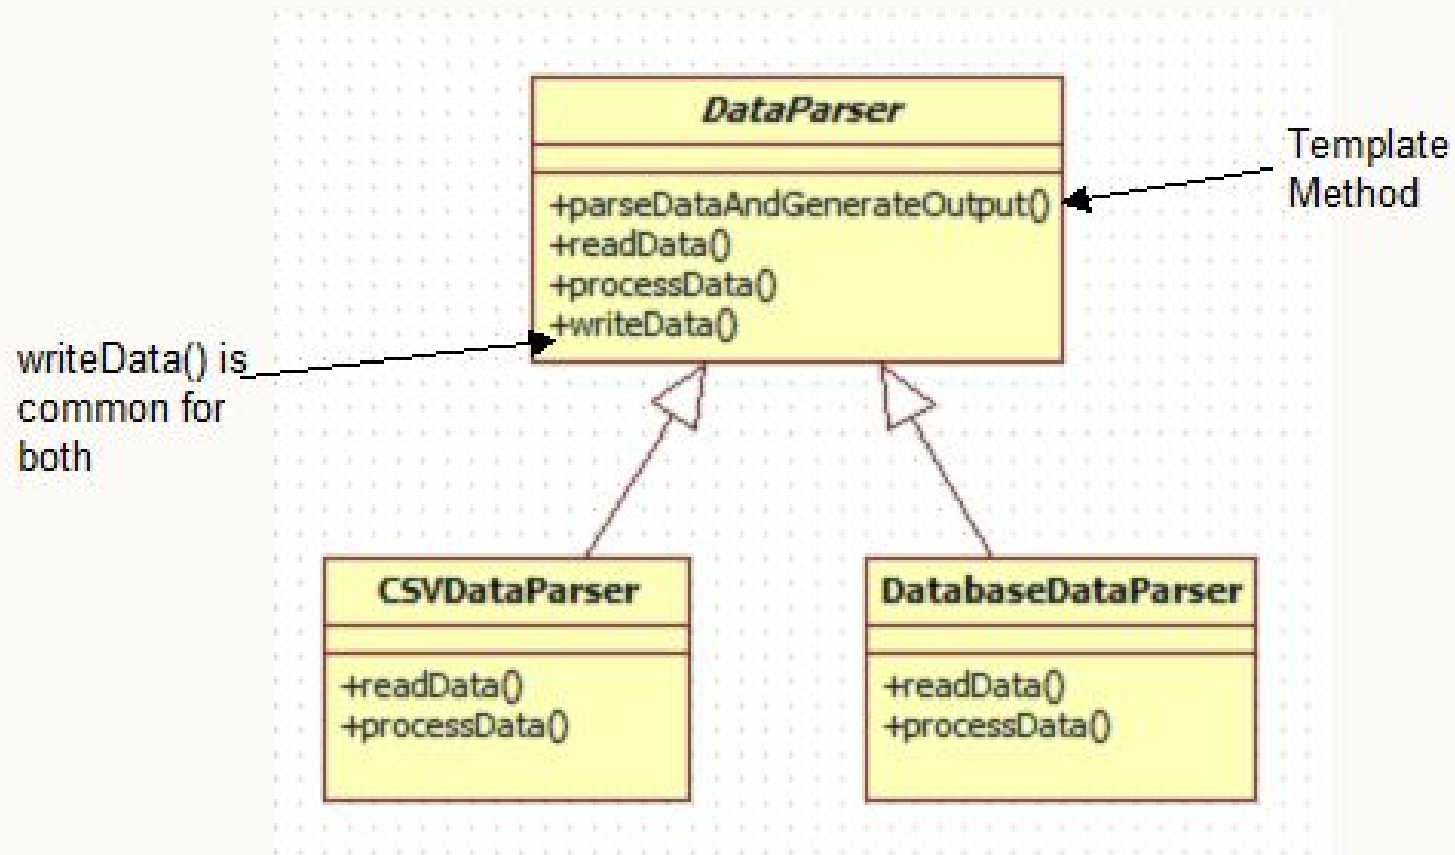 DataParser
+parseDataAndGenerateOutput()
+readData()
+processData()
+writeData()
Template
Method
writeData() is
common for
both
CSVDataParser
+readData()
+processData()
DatabaseDataParser
+readData()
+processData()